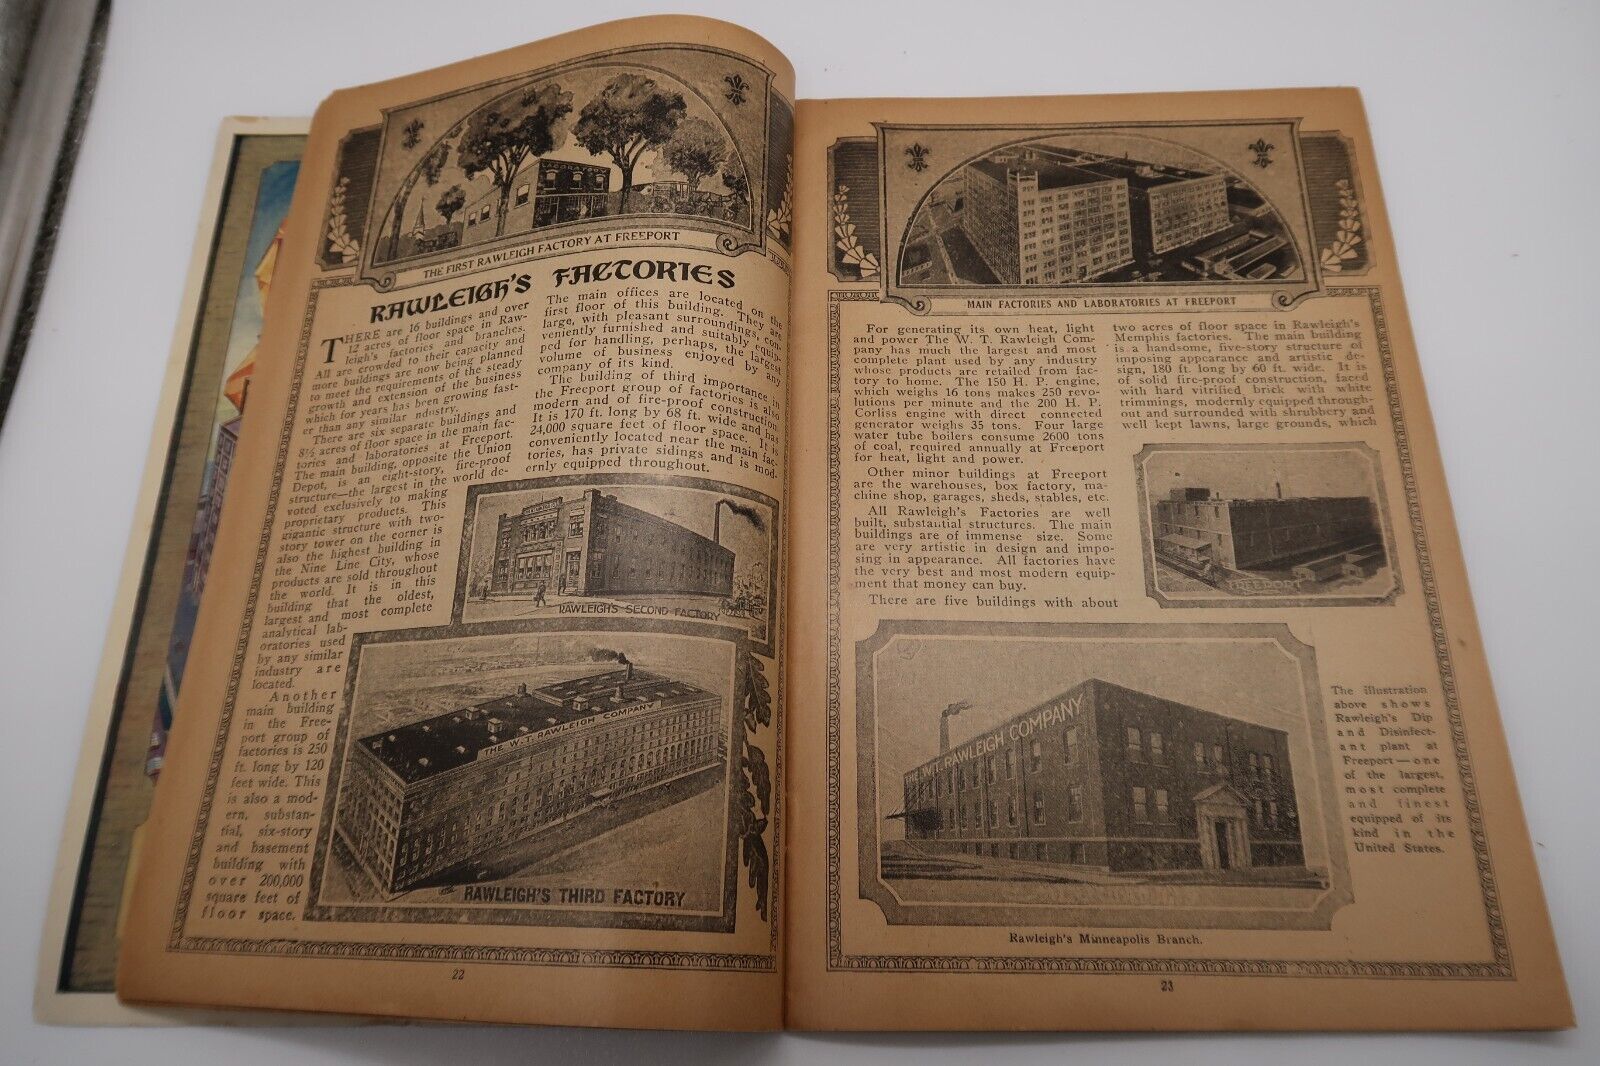 THE FIRST RAWLEIGH FACTORY AT FREEPORT
RAWLEIGH'S FACTORIES
THERE are 16 buildings and over
12 acres of floor space in Raw-
leigh's factories and branches.
All are crowded to their capacity and
more buildings are now being planned
to meet the requirements of the steady
growth and extension of the business
which for years has been growing fast-
er than any similar ndustry.
There are six separate buildings and
8½ acres of floor space in the main fac-
tories and laboratories at Freeport.
The main building, opposite the Union
Depot, is an eight-story, fire-proof
structure—the largest in the world de-
voted exclusively to making
proprietary products. This
gigantic structure with two-
story tower on the corner is
also the highest building in
the Nine Line City, whose
products are sold throughout
the world. It is in this
building that the oldest,
largest and most complete
analytical lab-
oratories used
by any similar
industry are
located.
Another
main building
in the Free-
port group of
factories is 250
ft. long by 120
feet wide. This
is also a mod-
ern, substan-
tial, six-story
and basement
building with
over 200,000
square feet of
floor space.
The main offices are located on the
first floor of this building. They are
large, with pleasant surroundings, con-
veniently furnished and suitably equip-
ped for handling, perhaps, the largest
volume of business enjoyed by any
company of its kind.
The building of third importance in
the Freeport group of factories is also
modern and of fire-proof construction.
It is 170 ft. long by 68 ft. wide and has
24,000 square feet of floor space. It is
conveniently located near the main fac-
tories, has private sidings and is mod-
ernly equipped throughout.
RAWLEIGH'S SECOND FACTORY
THE W.T. RAWLEIGH COMPANY
RAWLEIGH'S THIRD FACTORY
22
MAIN FACTORIES AND LABORATORIES AT FREEPORT
For generating its own heat, light
and power The W. T. Rawleigh Com-
pany has much the largest and most
complete plant used by any industry
whose products are retailed from fac-
tory to home. The 150 H. P. engine,
which weighs 16 tons makes 250 revo-
lutions per minute and the 200 H. P.
Corliss engine with direct connected
generator weighs 35 tons. Four large
water tube boilers consume 2600 tons
of coal, required annually at Freeport
for heat, light and power.
Other minor buildings at Freeport
are the warehouses, box factory, ma-
chine shop, garages, sheds, stables, etc.
All Rawleigh's Factories are well
built, substantial structures. The main
buildings are of immense size. Some
are very artistic in design and impo-
sing in appearance. All factories have
the very best and most modern equip-
ment that money can buy.
There are five buildings with about
two acres of floor space in Rawleigh's
Memphis factories. The main building
is a handsome, five-story structure of
imposing appearance and artistic de-
sign, 180 ft. long by 60 ft. wide. It is
of solid fire-proof construction, faced
with hard vitrified brick with white
trimmings, modernly equipped through-
out and surrounded with shrubbery and
well kept lawns, large grounds, which
FREEPORT
THE W.T. RAWLEIGH COMPANY
The illustration
above shows
Rawleigh's Dip
and Disinfect-
ant plant at
Freeport—one
of the largest,
most complete
and finest
equipped of its
kind in the
United States.
Rawleigh's Minneapolis Branch.
23